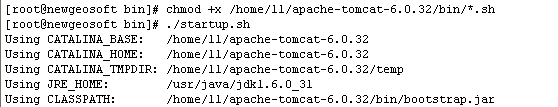 [root@newgeosoft bin]# chmod +x /home/ll/apache-tomcat-6.0.32/bin/*.sh
[root@newgeosoft bin]# ./startup.sh
Using CATALINA_BASE:   /home/ll/apache-tomcat-6.0.32
Using CATALINA_HOME:   /home/ll/apache-tomcat-6.0.32
Using CATALINA_TMPDIR: /home/ll/apache-tomcat-6.0.32/temp
Using JRE_HOME:        /usr/java/jdk1.6.0_31
Using CLASSPATH:       /home/ll/apache-tomcat-6.0.32/bin/bootstrap.jar